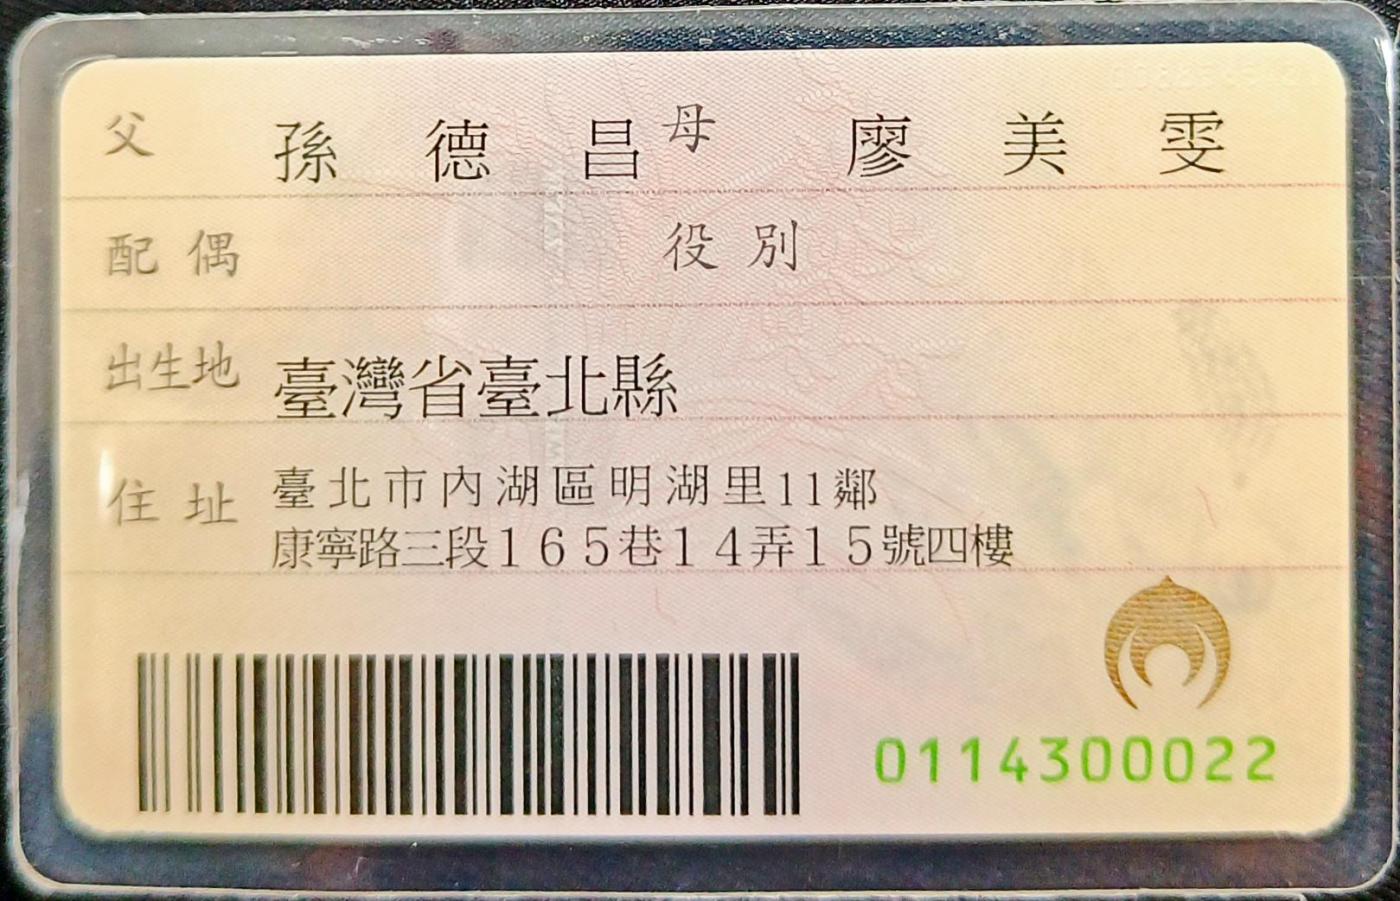 父 孫德昌 母 廖美雯
配偶 役別
出生地 臺灣省臺北縣
住址 臺北市內湖區明湖里11鄰
康寧路三段165巷14弄15號四樓
0114300022